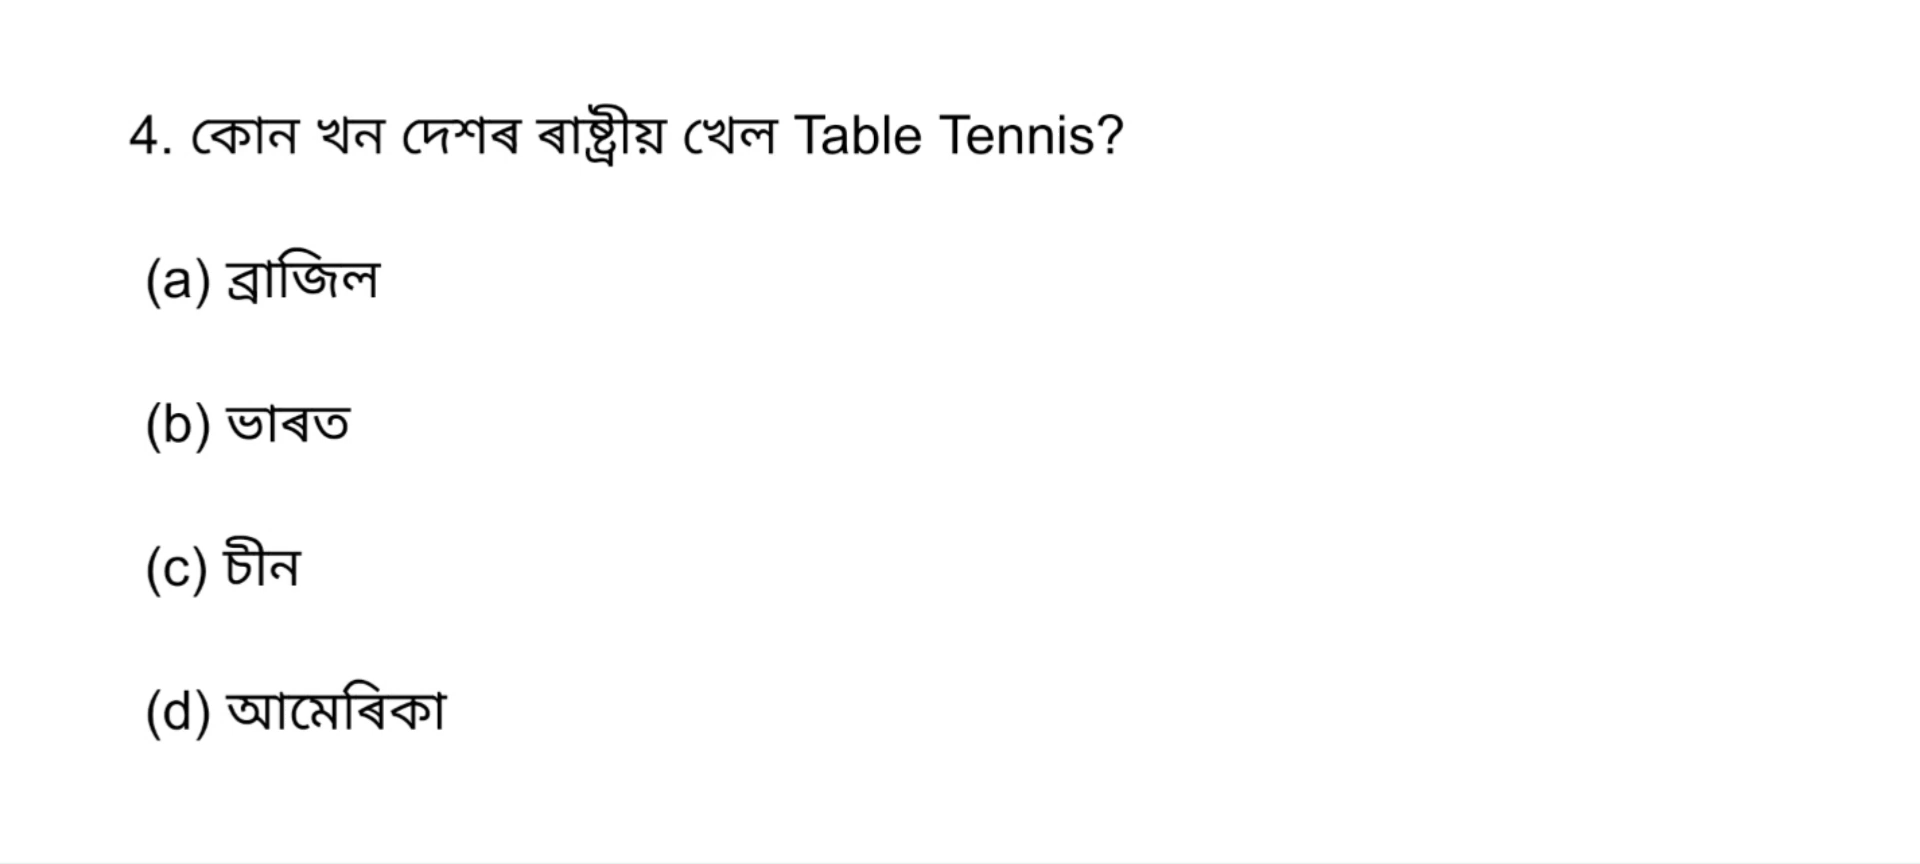 4. কোন খন দেশৰ ৰাষ্ট্ৰীয় খেল Table Tennis?
(a) ব্ৰাজিল
(b) ভাৰত
(c) চীন
(d) আমেৰিকা